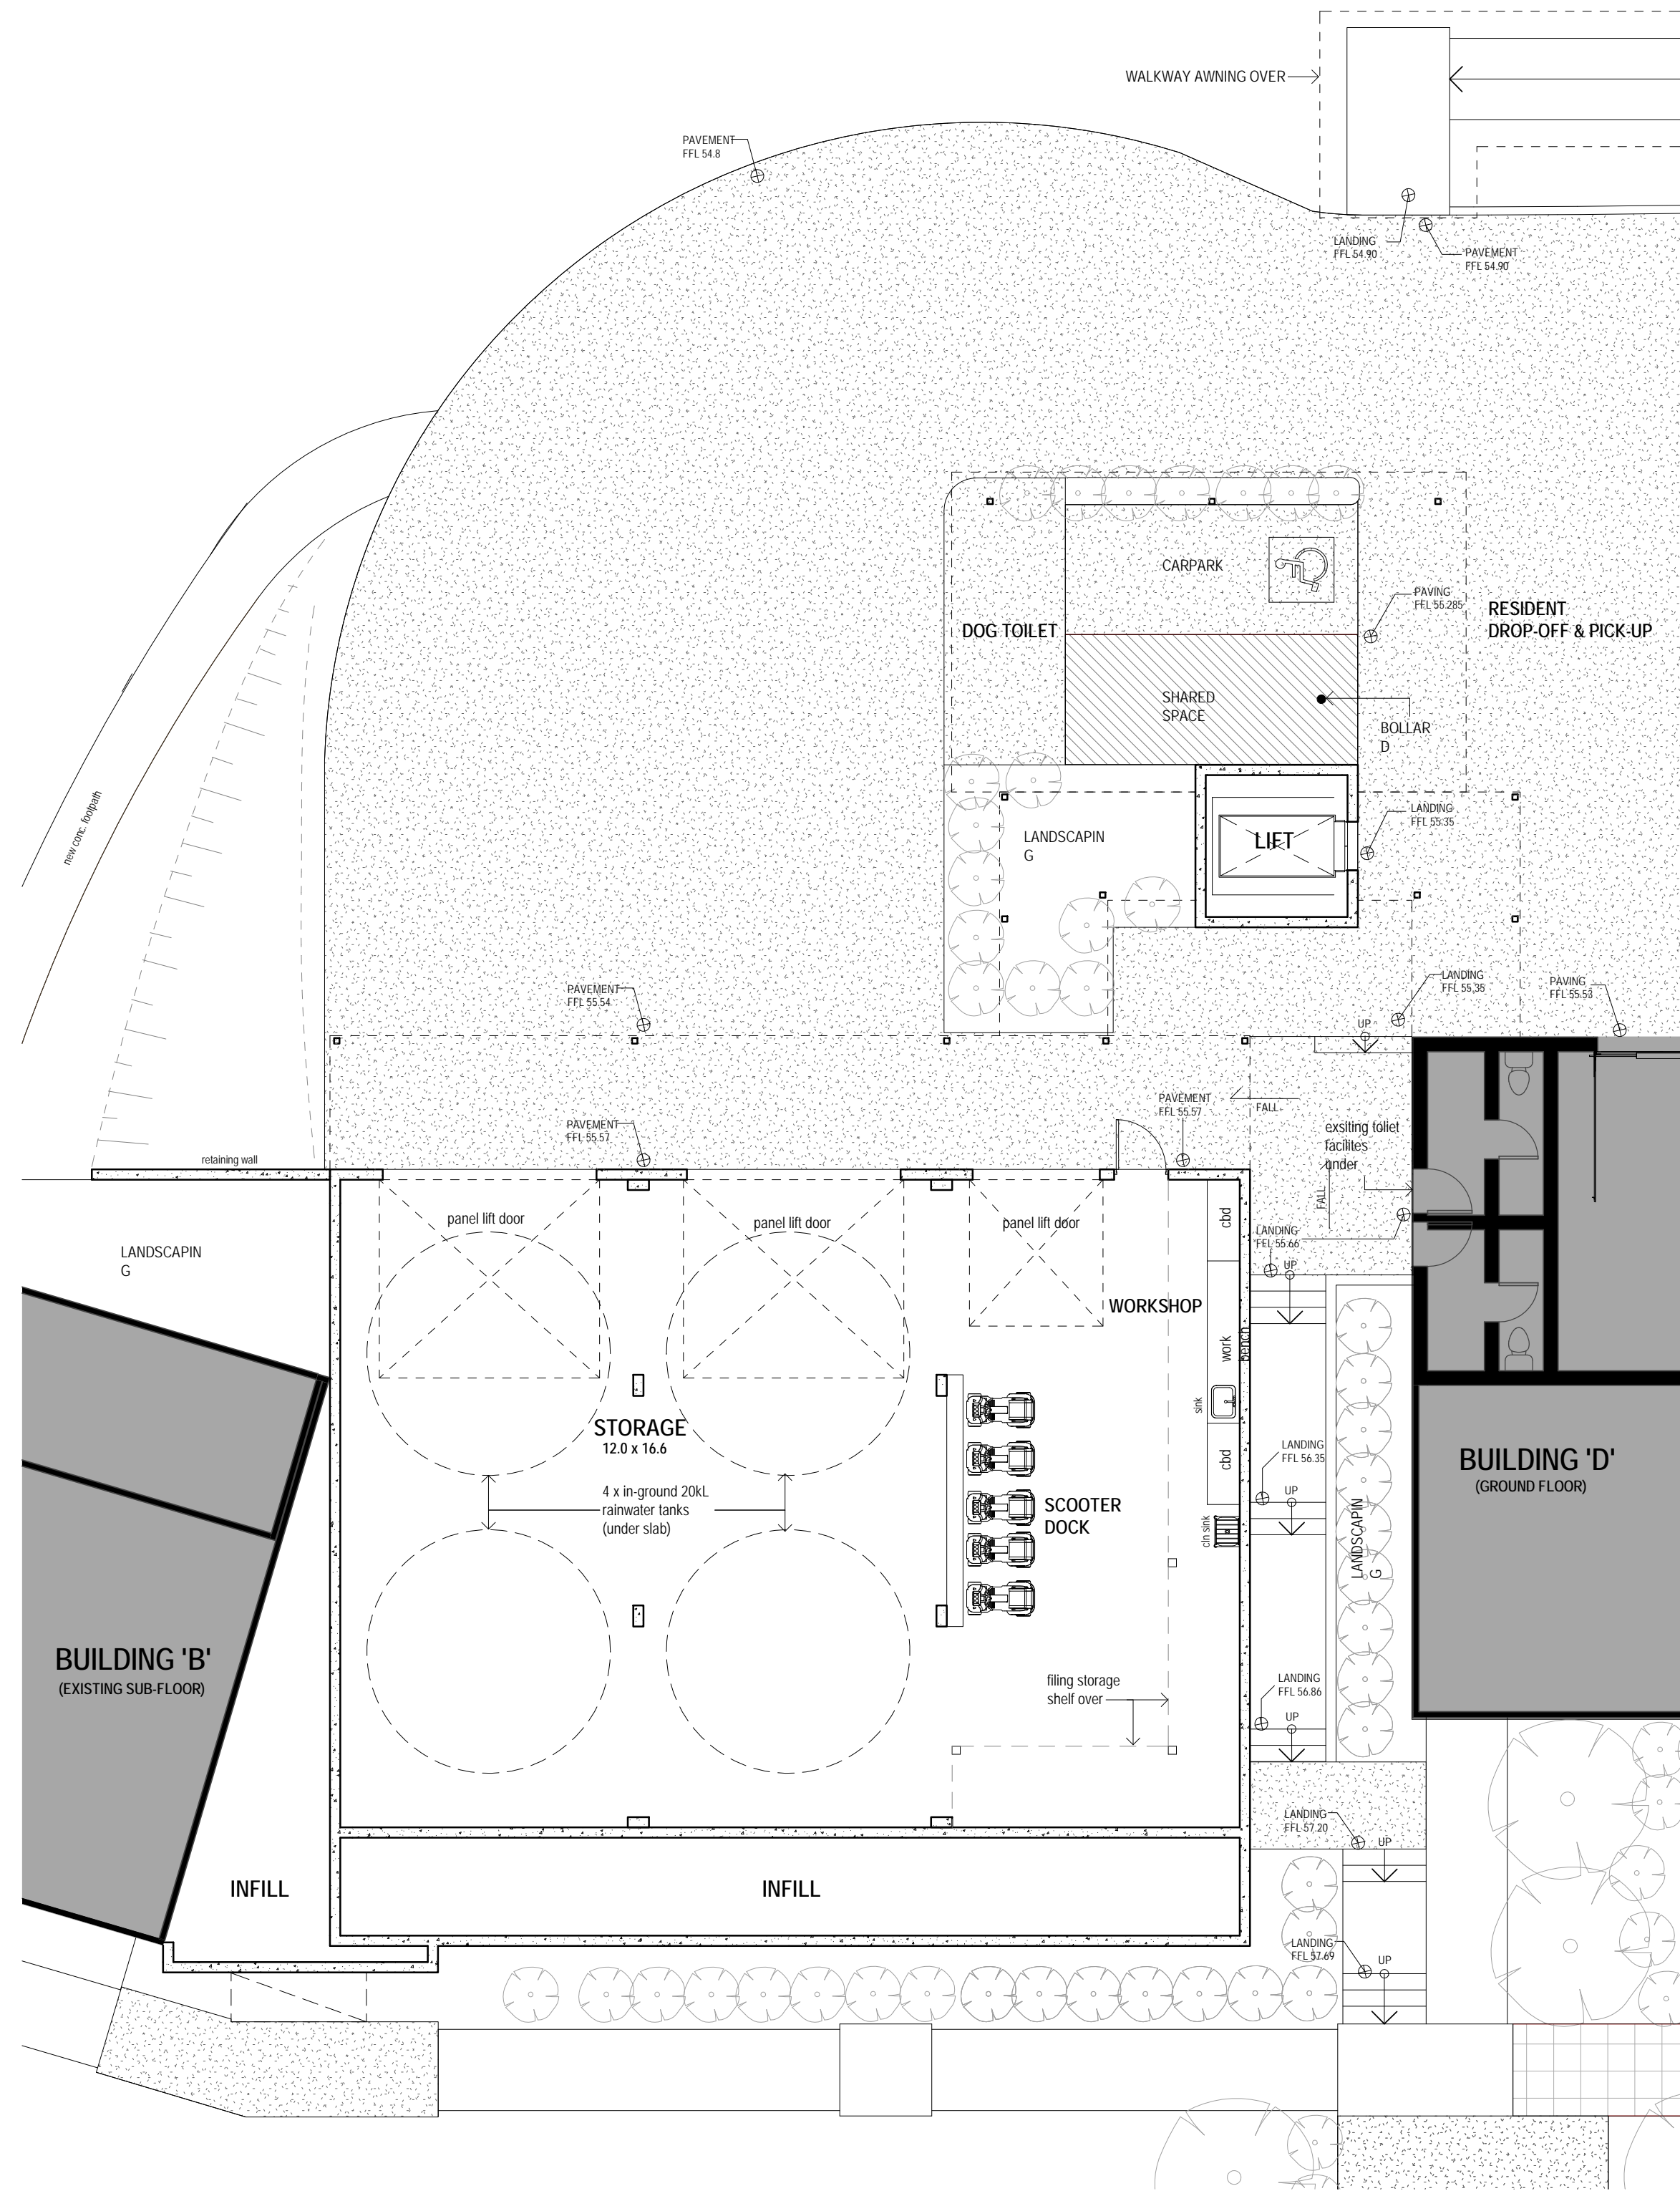 WALKWAY AWNING OVER
PAVEMENT
FFL 54.8
LANDING
FFL 54.90
PAVEMENT
FFL 54.90
CARPARK
PAVING
FFL 55.285
RESIDENT
DROP-OFF & PICK-UP
DOG TOILET
SHARED
SPACE
BOLLAR
D
new conc. footpath
LANDSCAPIN
G
LIFT
LANDING
FFL 55.35
LANDING
FFL 55.35
PAVING
FFL 55.53
PAVEMENT
FFL 55.54
UP
PAVEMENT
FFL 55.57
FALL
PAVEMENT
FFL 55.57
exsiting toilet
facilites
under
retaining wall
FALL
panel lift door
panel lift door
panel lift door
cbd
LANDING
FFL 55.66
UP
LANDSCAPIN
G
WORKSHOP
work
bench
sink
STORAGE
12.0 x 16.6
cbd
LANDING
FFL 56.35
BUILDING 'D'
(GROUND FLOOR)
4 x in-ground 20kL
rainwater tanks
(under slab)
UP
SCOOTER
DOCK
cln sink
LANDSCAPIN
G
BUILDING 'B'
(EXISTING SUB-FLOOR)
filing storage
shelf over
LANDING
FFL 56.86
UP
LANDING
FFL 57.20
UP
INFILL
INFILL
LANDING
FFL 57.69
UP